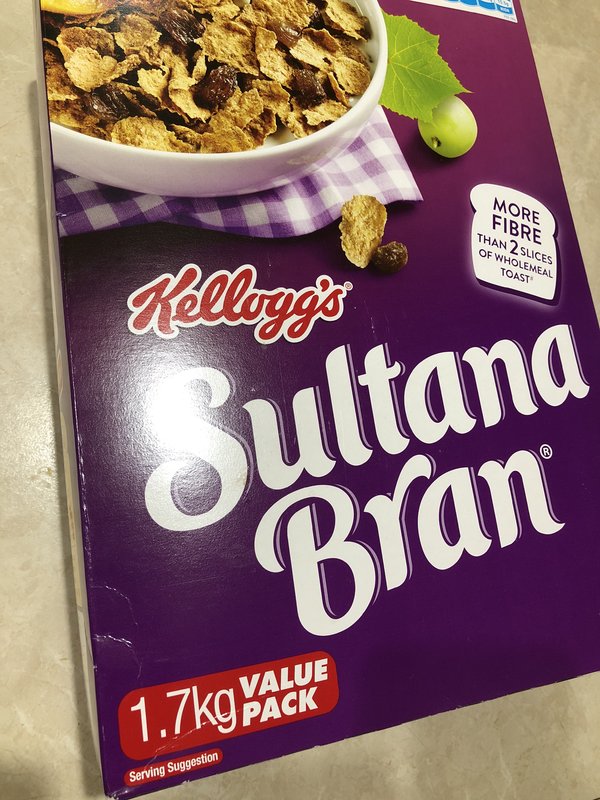 MORE
FIBRE
THAN 2 SLICES
OF WHOLEMEAL
TOAST
Kellogg's®
Sultana
Bran®
1.7kg VALUE
PACK
Serving Suggestion